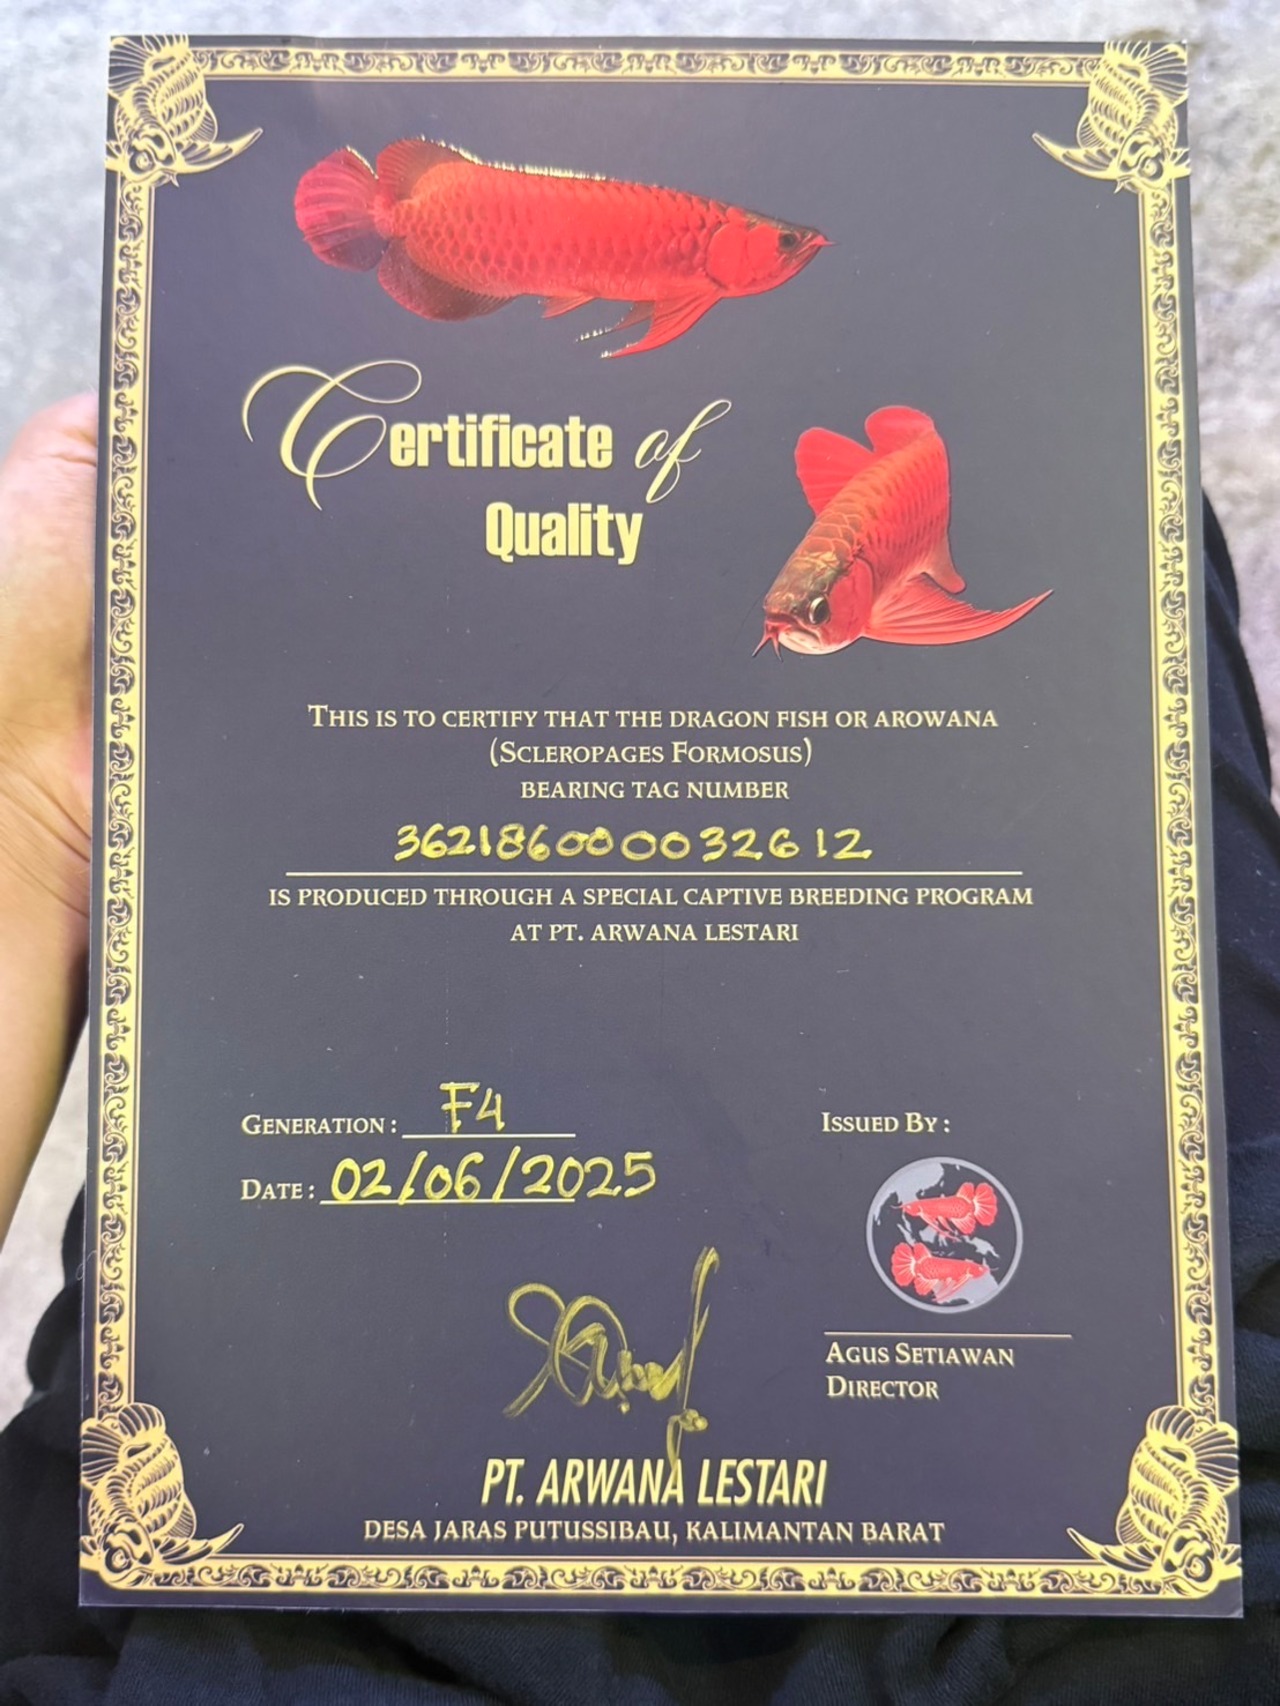 Certificate of
Quality
THIS IS TO CERTIFY THAT THE DRAGON FISH OR AROWANA
(SCLEROPAGES FORMOSUS)
BEARING TAG NUMBER
362186000032612
IS PRODUCED THROUGH A SPECIAL CAPTIVE BREEDING PROGRAM
AT PT. ARWANA LESTARI
GENERATION : F4
ISSUED BY :
DATE : 02/06/2025
AGUS SETIAWAN
DIRECTOR
PT. ARWANA LESTARI
DESA JARAS PUTUSSIBAU, KALIMANTAN BARAT